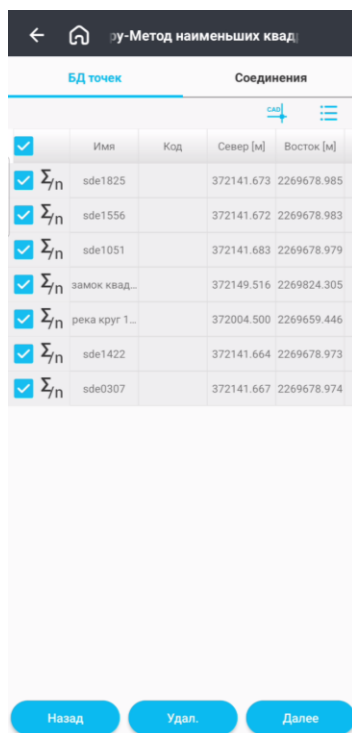 ру-Метод наименьших квад
БД точек Соединения
CAD
Имя Код Север [м] Восток [м]
Σ/n sde1825 372141.673 2269678.985
Σ/n sde1556 372141.672 2269678.983
Σ/n sde1051 372141.683 2269678.979
Σ/n замок квад... 372149.516 2269824.305
Σ/n река круг 1... 372004.500 2269659.446
Σ/n sde1422 372141.664 2269678.973
Σ/n sde0307 372141.667 2269678.974
Назад Удал. Далее